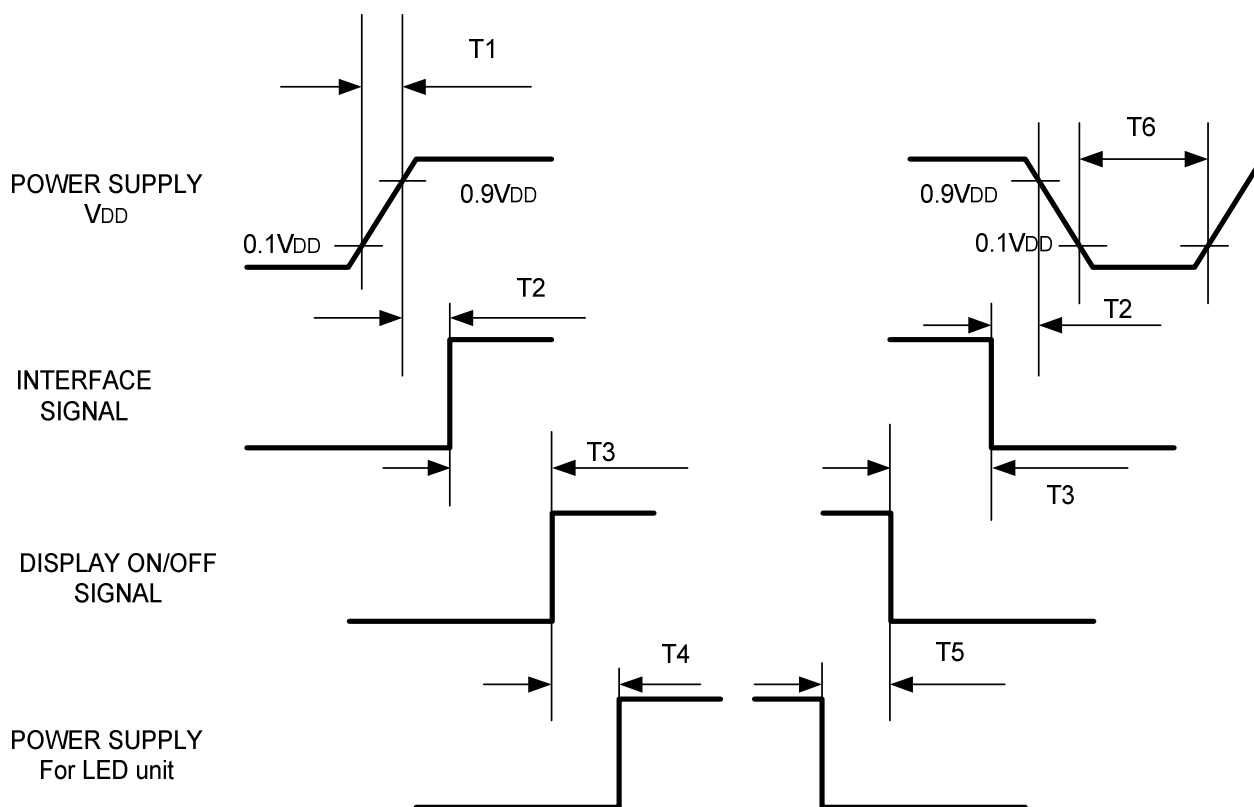 T1
T6
POWER SUPPLY
VDD
0.9VDD
0.9VDD
0.1VDD
0.1VDD
T2
T2
INTERFACE
SIGNAL
T3
T3
DISPLAY ON/OFF
SIGNAL
T4
T5
POWER SUPPLY
For LED unit